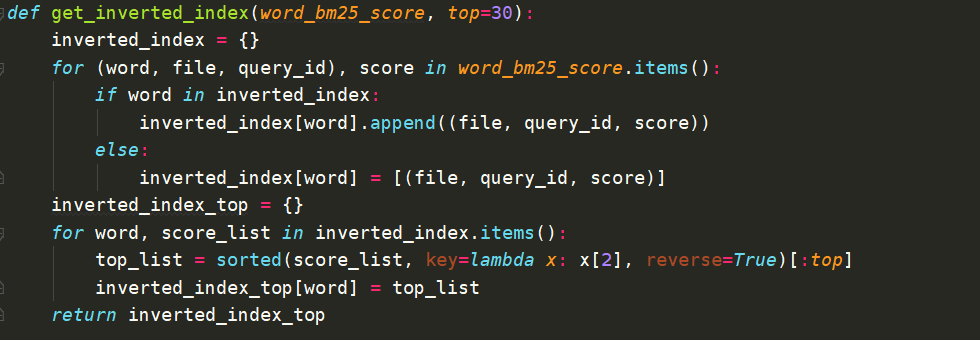 def get_inverted_index(word_bm25_score, top=30):
    inverted_index = {}
    for (word, file, query_id), score in word_bm25_score.items():
        if word in inverted_index:
            inverted_index[word].append((file, query_id, score))
        else:
            inverted_index[word] = [(file, query_id, score)]
    inverted_index_top = {}
    for word, score_list in inverted_index.items():
        top_list = sorted(score_list, key=lambda x: x[2], reverse=True)[:top]
        inverted_index_top[word] = top_list
    return inverted_index_top